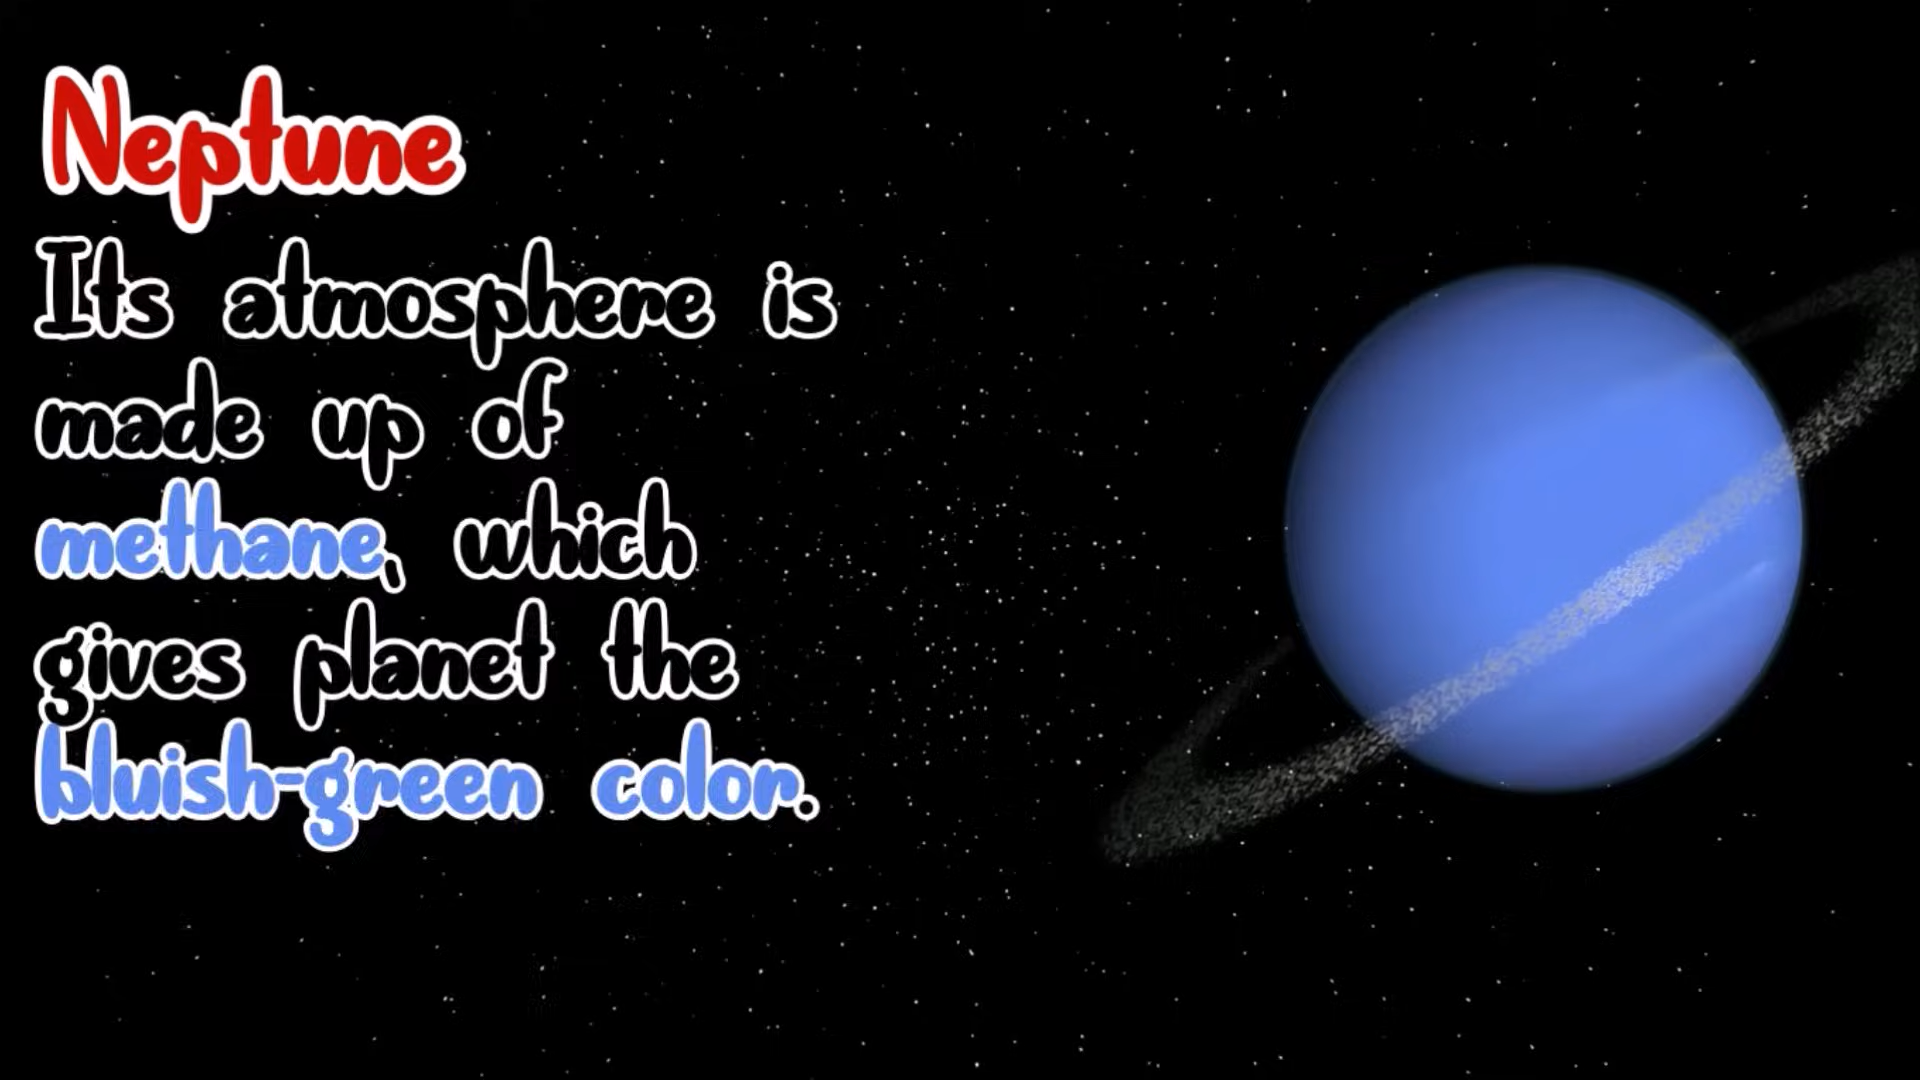 Neptune
Its atmosphere is
made up of
methane, which
gives planet the
bluish-green color.